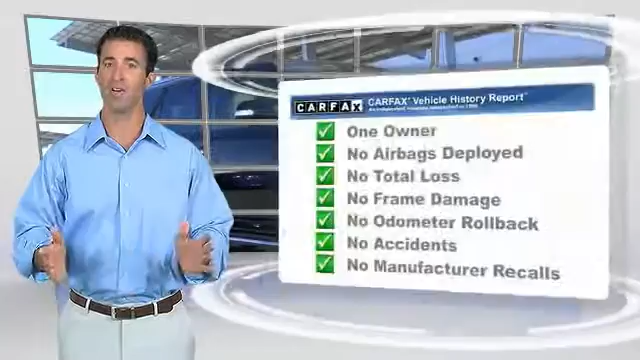 CARFAX CARFAX Vehicle History Report™
One Owner
No Airbags Deployed
No Total Loss
No Frame Damage
No Odometer Rollback
No Accidents
No Manufacturer Recalls